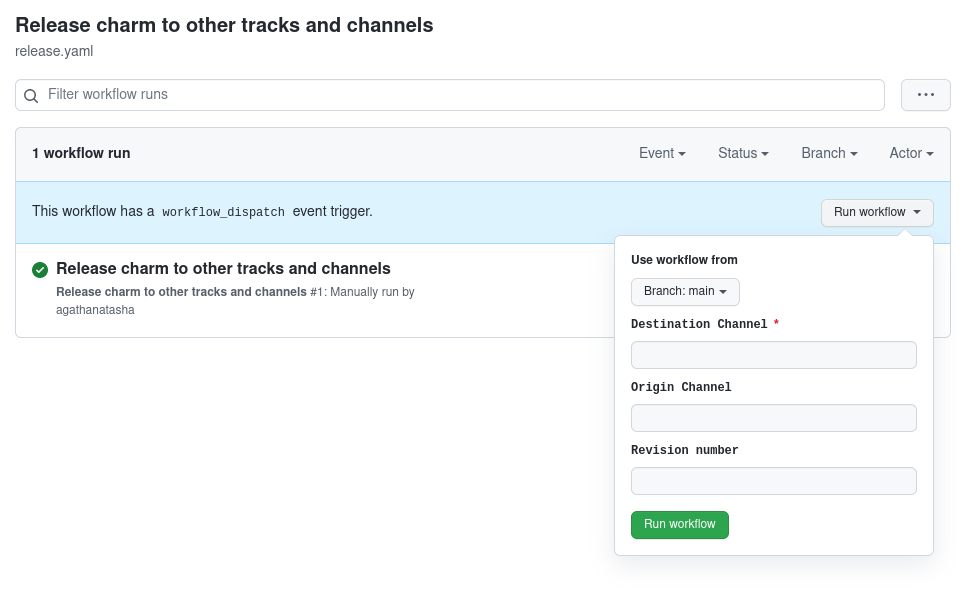 Release charm to other tracks and channels
release.yaml
Filter workflow runs
1 workflow run
Event
Status
Branch
Actor
This workflow has a workflow_dispatch event trigger.
Run workflow
Release charm to other tracks and channels
Release charm to other tracks and channels #1: Manually run by
agathanatasha
Use workflow from
Branch: main
Destination Channel *
Origin Channel
Revision number
Run workflow